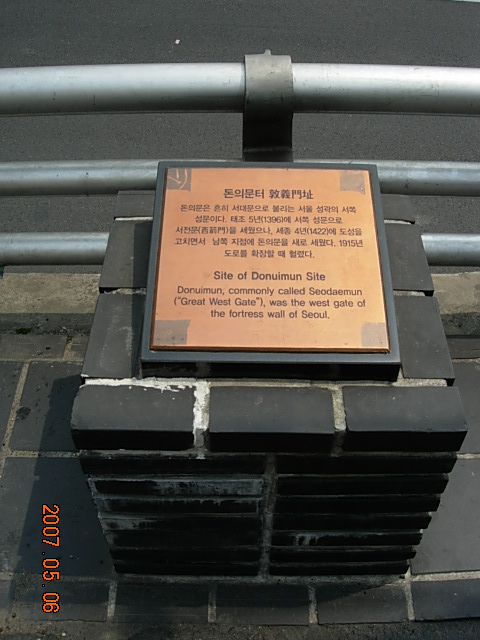 돈의문터 敦義門址
돈의문은 흔히 서대문으로 불리는 서울 성곽의 서쪽
성문이다. 태조 5년(1396)에 서쪽 성문으로
서전문(西箭門)을 세웠으나, 세종 4년(1422)에 도성을
고치면서 남쪽 지점에 돈의문을 새로 세웠다. 1915년
도로를 확장할 때 헐렸다.
Site of Donuimun Site
Donuimun, commonly called Seodaemun
("Great West Gate"), was the west gate of
the fortress wall of Seoul.
2007.05.06